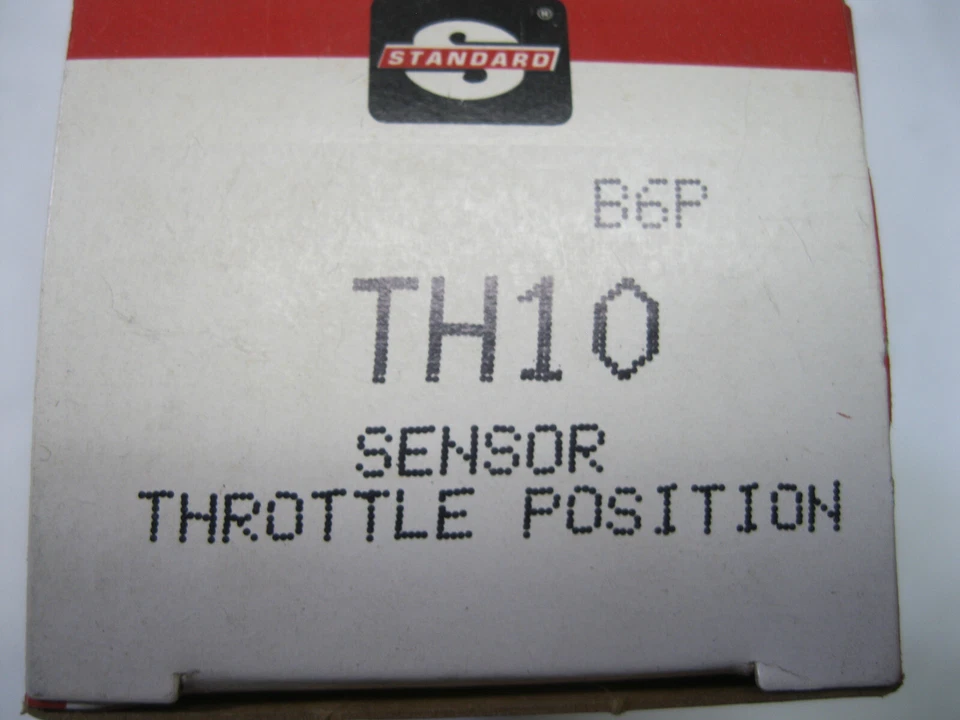 STANDARD ®
B6P
TH10
SENSOR
THROTTLE POSITION